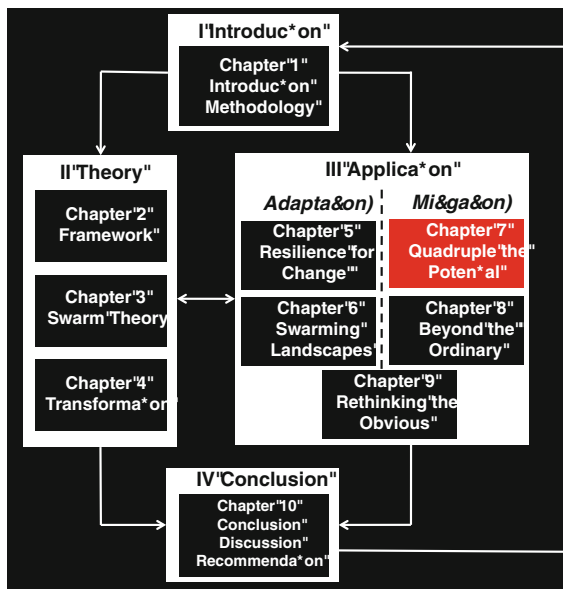 I"Introduc*on"
Chapter"1"
Introduc*on"
Methodology"
II"Theory"
Chapter"2"
Framework"
Chapter"3"
Swarm"Theory
Chapter"4"
Transforma*on"
III"Applica*on"
Adapta&on)
Mi&ga&on)
Chapter"5"
Resilience"for
Change""
Chapter"6"
Swarming"
Landscapes"
Chapter"7"
Quadruple"the"
Poten*al"
Chapter"8"
Beyond"the"
Ordinary"
Chapter"9"
Rethinking"the
Obvious"
IV"Conclusion"
Chapter"10"
Conclusion"
Discussion"
Recommenda*on"